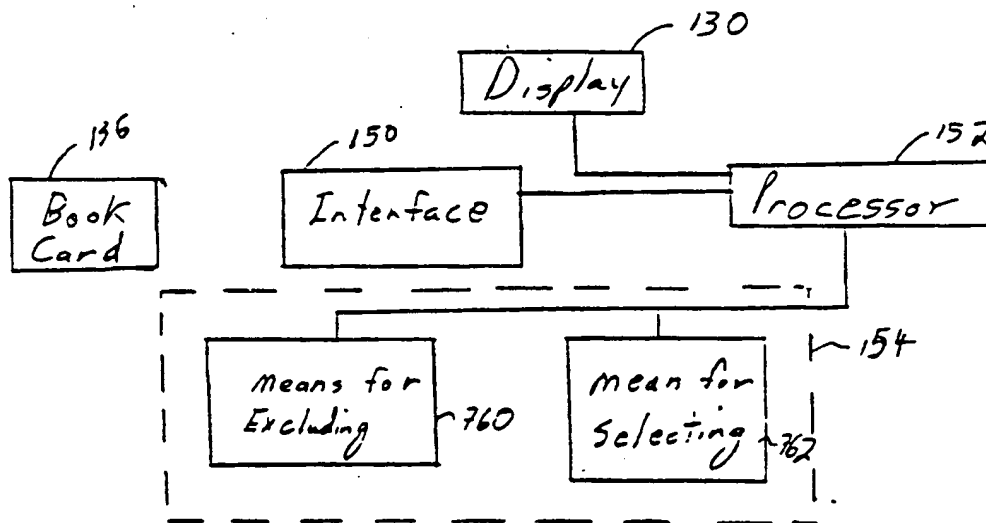 130
Display
136
Book
Card
150
Interface
152
Processor
154
means for
Excluding
760
mean for
Selecting
762